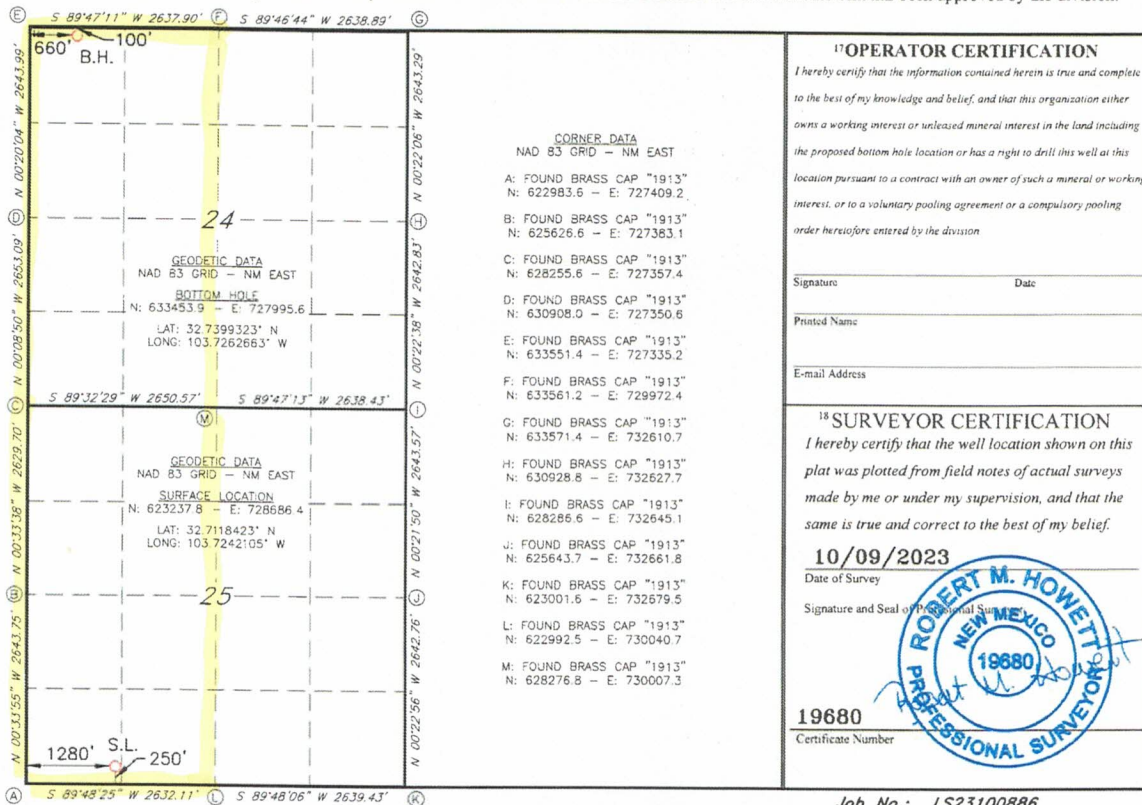 Ⓔ S 89°47'11" W 2637.90' Ⓕ S 89°46'44" W 2638.89' Ⓖ
660' 100'
B.H.
N 00°20'04" W 2643.99'
N 00°22'06" W 2643.29'
Ⓓ 24 Ⓗ
GEODETIC DATA
NAD 83 GRID – NM EAST
BOTTOM HOLE
N: 633453.9 – E: 727995.6
LAT: 32.7399323° N
LONG: 103.7262663° W
N 00°08'50" W 2653.09'
N 00°22'38" W 2642.83'
Ⓒ S 89°32'29" W 2650.57' Ⓜ S 89°47'13" W 2638.43' Ⓘ
GEODETIC DATA
NAD 83 GRID – NM EAST
SURFACE LOCATION
N: 623237.8 – E: 728686.4
LAT: 32.7118423° N
LONG: 103.7242105° W
N 00°33'38" W 2629.70'
N 00°21'50" W 2643.57'
Ⓑ 25 Ⓙ
N 00°33'55" W 2643.75'
N 00°22'56" W 2642.76'
S.L.
1280' 250'
Ⓐ S 89°48'25" W 2632.11' Ⓛ S 89°48'06" W 2639.43' Ⓚ
CORNER DATA
NAD 83 GRID – NM EAST
A: FOUND BRASS CAP "1913"
N: 622983.6 – E: 727409.2
B: FOUND BRASS CAP "1913"
N: 625626.6 – E: 727383.1
C: FOUND BRASS CAP "1913"
N: 628255.6 – E: 727357.4
D: FOUND BRASS CAP "1913"
N: 630908.0 – E: 727350.6
E: FOUND BRASS CAP "1913"
N: 633551.4 – E: 727335.2
F: FOUND BRASS CAP "1913"
N: 633561.2 – E: 729972.4
G: FOUND BRASS CAP "1913"
N: 633571.4 – E: 732610.7
H: FOUND BRASS CAP "1913"
N: 630928.8 – E: 732627.7
I: FOUND BRASS CAP "1913"
N: 628286.6 – E: 732645.1
J: FOUND BRASS CAP "1913"
N: 625643.7 – E: 732661.8
K: FOUND BRASS CAP "1913"
N: 623001.6 – E: 732679.5
L: FOUND BRASS CAP "1913"
N: 622992.5 – E: 730040.7
M: FOUND BRASS CAP "1913"
N: 628276.8 – E: 730007.3
been approved by the division.
17 OPERATOR CERTIFICATION
I hereby certify that the information contained herein is true and complete
to the best of my knowledge and belief, and that this organization either
owns a working interest or unleased mineral interest in the land including
the proposed bottom hole location or has a right to drill this well at this
location pursuant to a contract with an owner of such a mineral or working
interest, or to a voluntary pooling agreement or a compulsory pooling
order heretofore entered by the division
Signature Date
Printed Name
E-mail Address
18 SURVEYOR CERTIFICATION
I hereby certify that the well location shown on this
plat was plotted from field notes of actual surveys
made by me or under my supervision, and that the
same is true and correct to the best of my belief.
10/09/2023
Date of Survey
Signature and Seal of Professional Surveyor
ROBERT M. HOWETT
NEW MEXICO
19680
PROFESSIONAL SURVEYOR
Robert M. Howett
19680
Certificate Number
Job No.: LS23100886